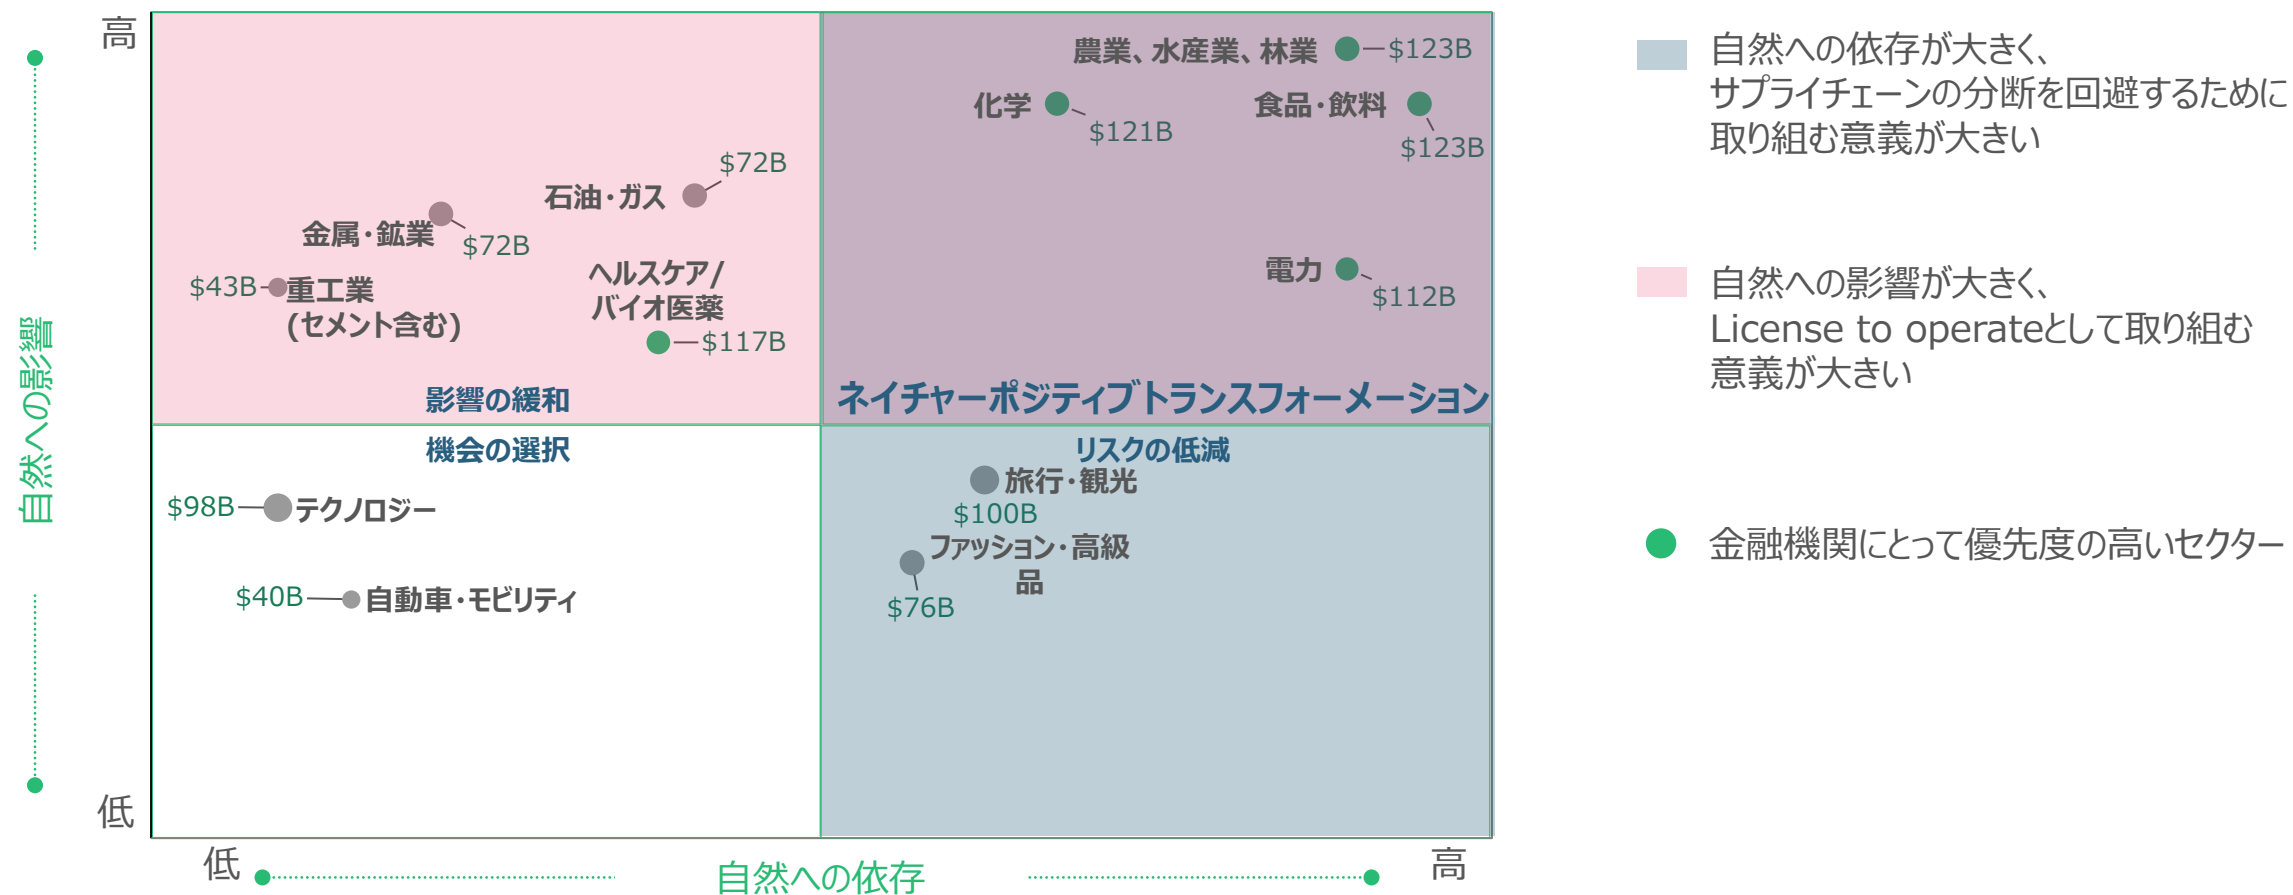 高
農業、水産業、林業
$123B
化学
$121B
食品・飲料
$123B
石油・ガス
$72B
金属・鉱業
$72B
$43B
重工業
(セメント含む)
ヘルスケア/
バイオ医薬
$117B
電力
$112B
影響の緩和
ネイチャーポジティブトランスフォーメーション
機会の選択
リスクの低減
$98B
テクノロジー
旅行・観光
$100B
ファッション・高級
品
$76B
$40B
自動車・モビリティ
自然への影響
低
低
自然への依存
高
自然への依存が大きく、
サプライチェーンの分断を回避するために
取り組む意義が大きい
自然への影響が大きく、
License to operateとして取り組む
意義が大きい
金融機関にとって優先度の高いセクター